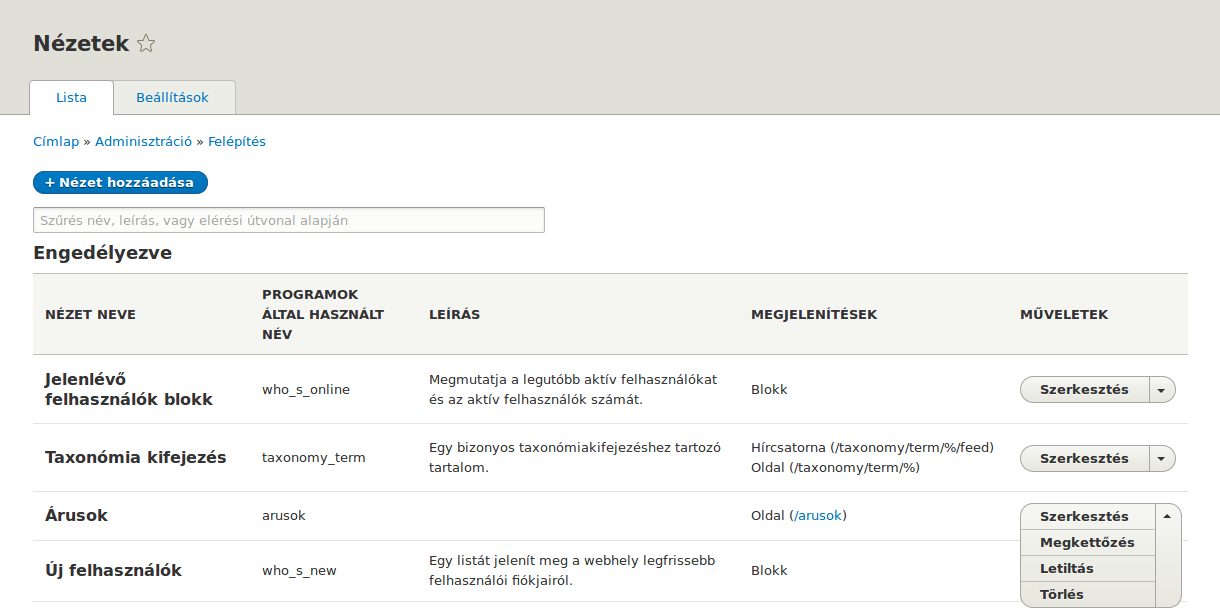 Nézetek
Lista
Beállítások
Címlap » Adminisztráció » Felépítés
+ Nézet hozzáadása
Szűrés név, leírás, vagy elérési útvonal alapján
Engedélyezve
NÉZET NEVE
PROGRAMOK
ÁLTAL HASZNÁLT
NÉV
LEÍRÁS
MEGJELENÍTÉSEK
MŰVELETEK
Jelenlévő
felhasználók blokk
who_s_online
Megmutatja a legutóbb aktív felhasználókat
és az aktív felhasználók számát.
Blokk
Szerkesztés
Taxonómia kifejezés
taxonomy_term
Egy bizonyos taxonómiakifejezéshez tartozó
tartalom.
Hírcsatorna (/taxonomy/term/%/feed)
Oldal (/taxonomy/term/%)
Szerkesztés
Árusok
arusok
Oldal (/arusok)
Szerkesztés
Megkettőzés
Letiltás
Törlés
Új felhasználók
who_s_new
Egy listát jelenít meg a webhely legfrissebb
felhasználói fiókjairól.
Blokk